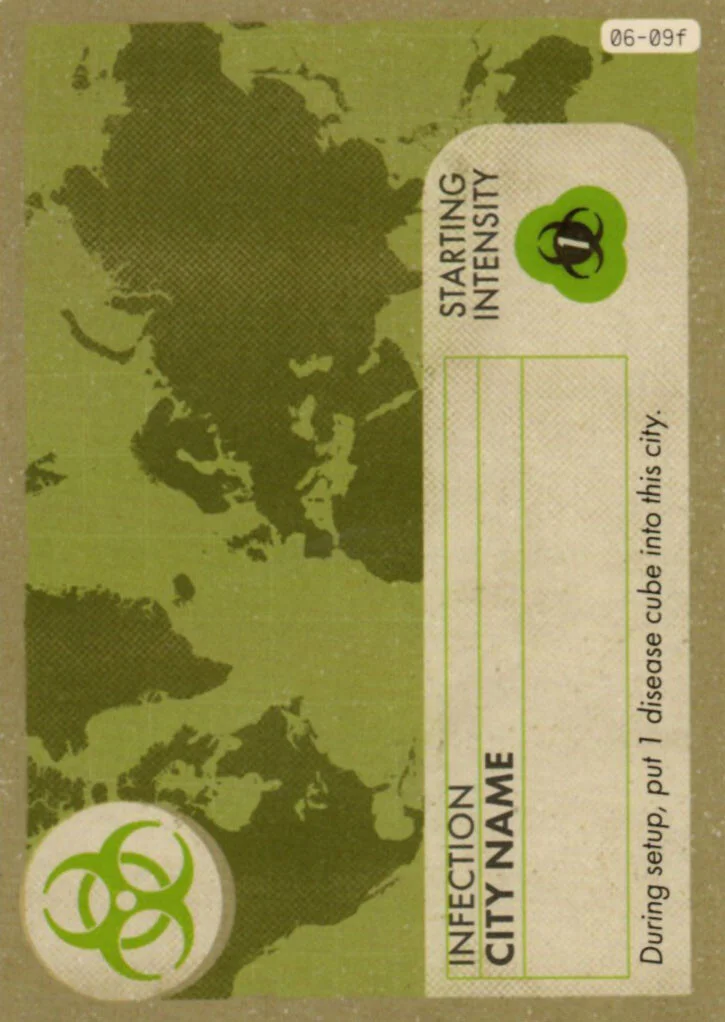 06-09f
STARTING
INTENSITY
1
INFECTION
CITY NAME
During setup, put 1 disease cube into this city.